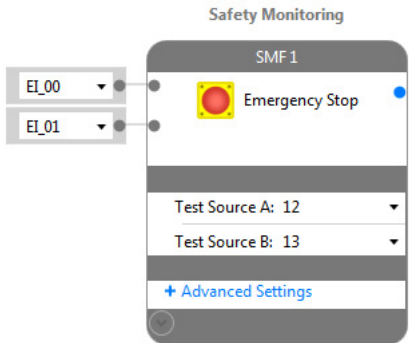 Safety Monitoring
SMF 1
EI_00
Emergency Stop
EI_01
Test Source A: 12
Test Source B: 13
+ Advanced Settings